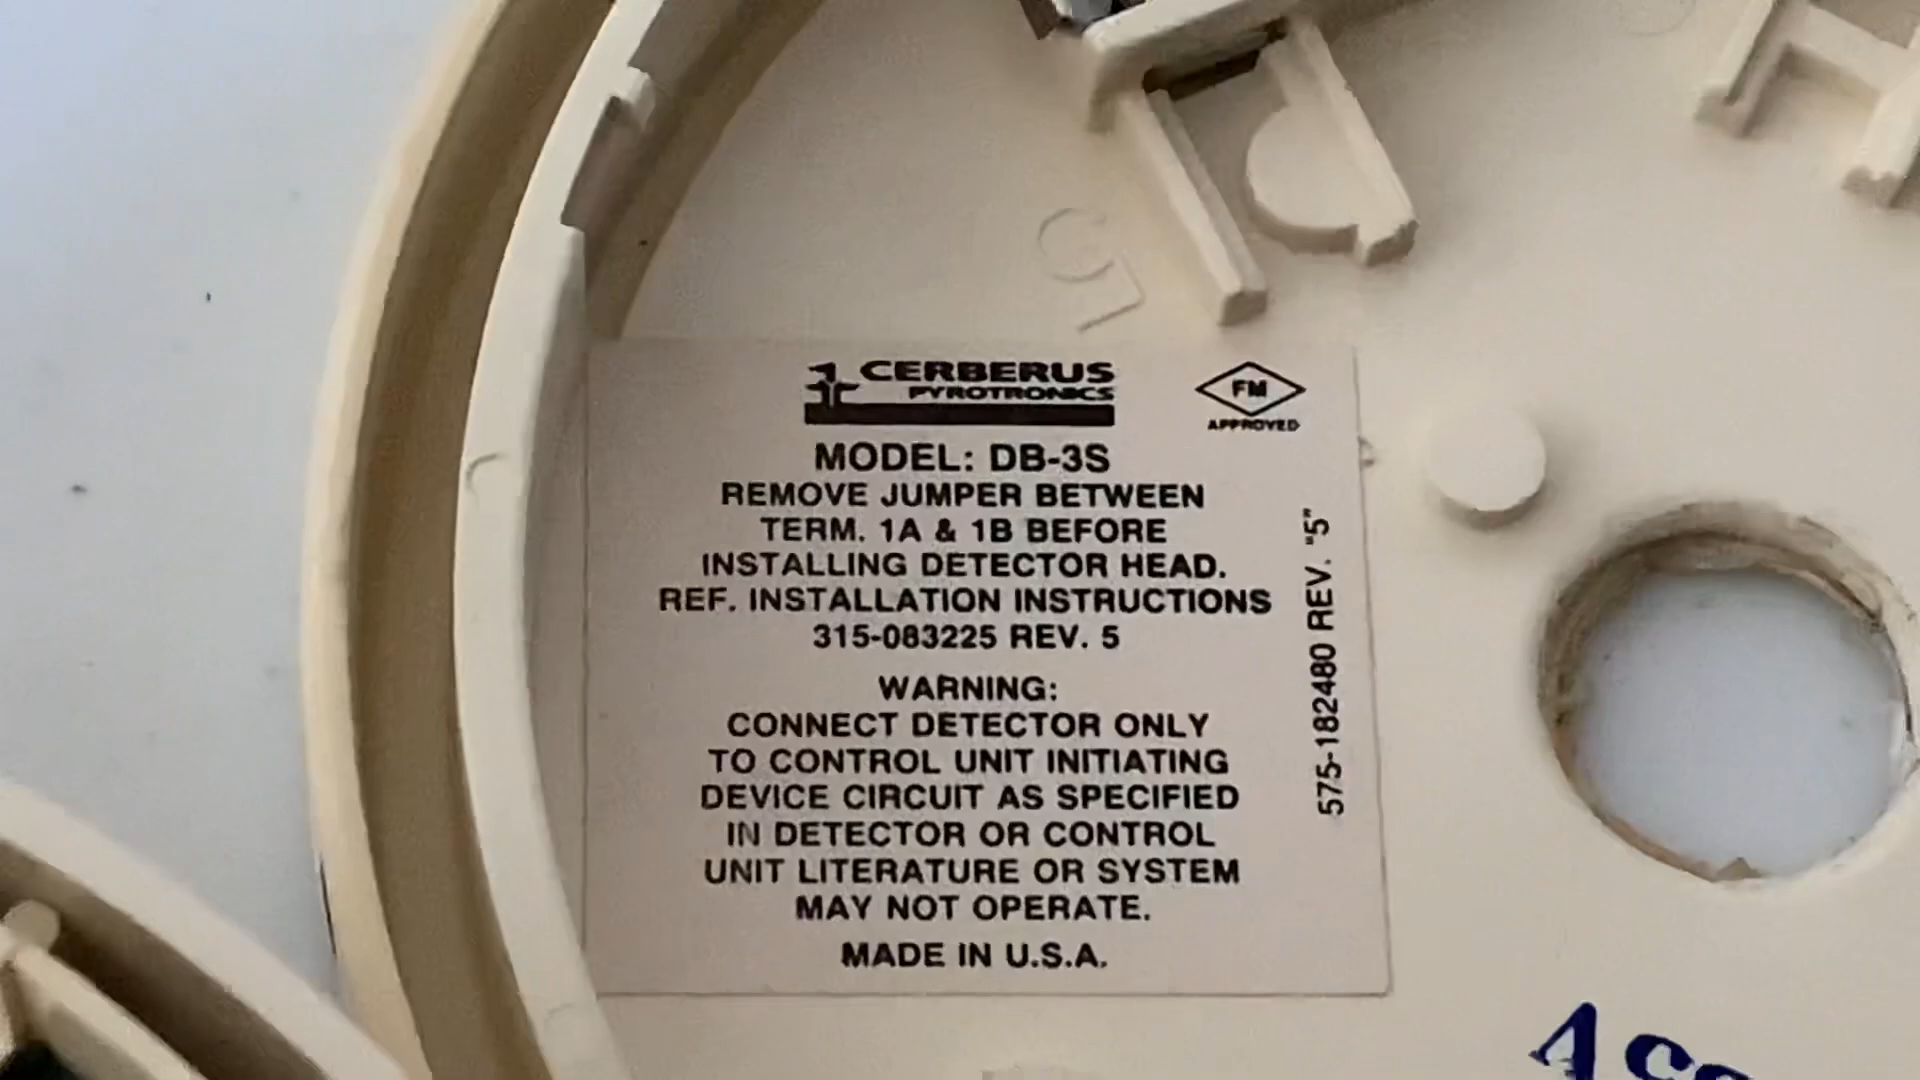 CERBERUS
PYROTRONICS
FM
APPROVED
MODEL: DB-3S
REMOVE JUMPER BETWEEN
TERM. 1A & 1B BEFORE
INSTALLING DETECTOR HEAD.
REF. INSTALLATION INSTRUCTIONS
315-083225 REV. 5
WARNING:
CONNECT DETECTOR ONLY
TO CONTROL UNIT INITIATING
DEVICE CIRCUIT AS SPECIFIED
IN DETECTOR OR CONTROL
UNIT LITERATURE OR SYSTEM
MAY NOT OPERATE.
MADE IN U.S.A.
575-182480 REV. "5"
5